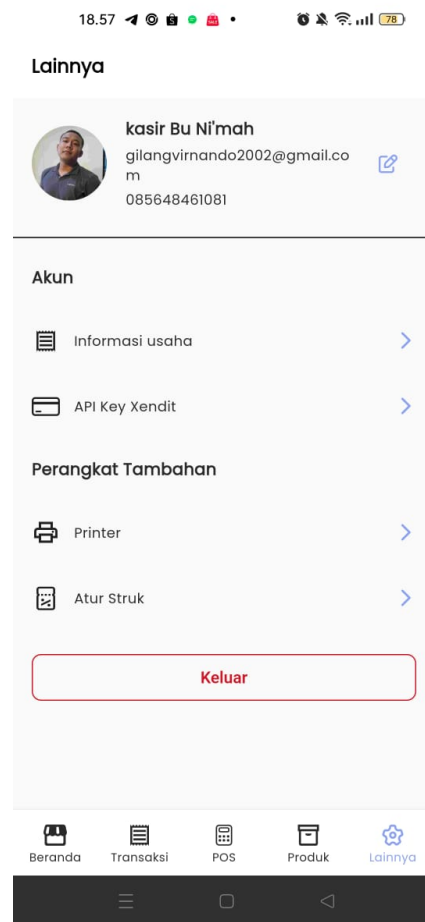 18.57
78
Lainnya
kasir Bu Ni'mah
gilangvirnando2002@gmail.co
m
085648461081
Akun
Informasi usaha
API Key Xendit
Perangkat Tambahan
Printer
Atur Struk
Keluar
Beranda
Transaksi
POS
Produk
Lainnya